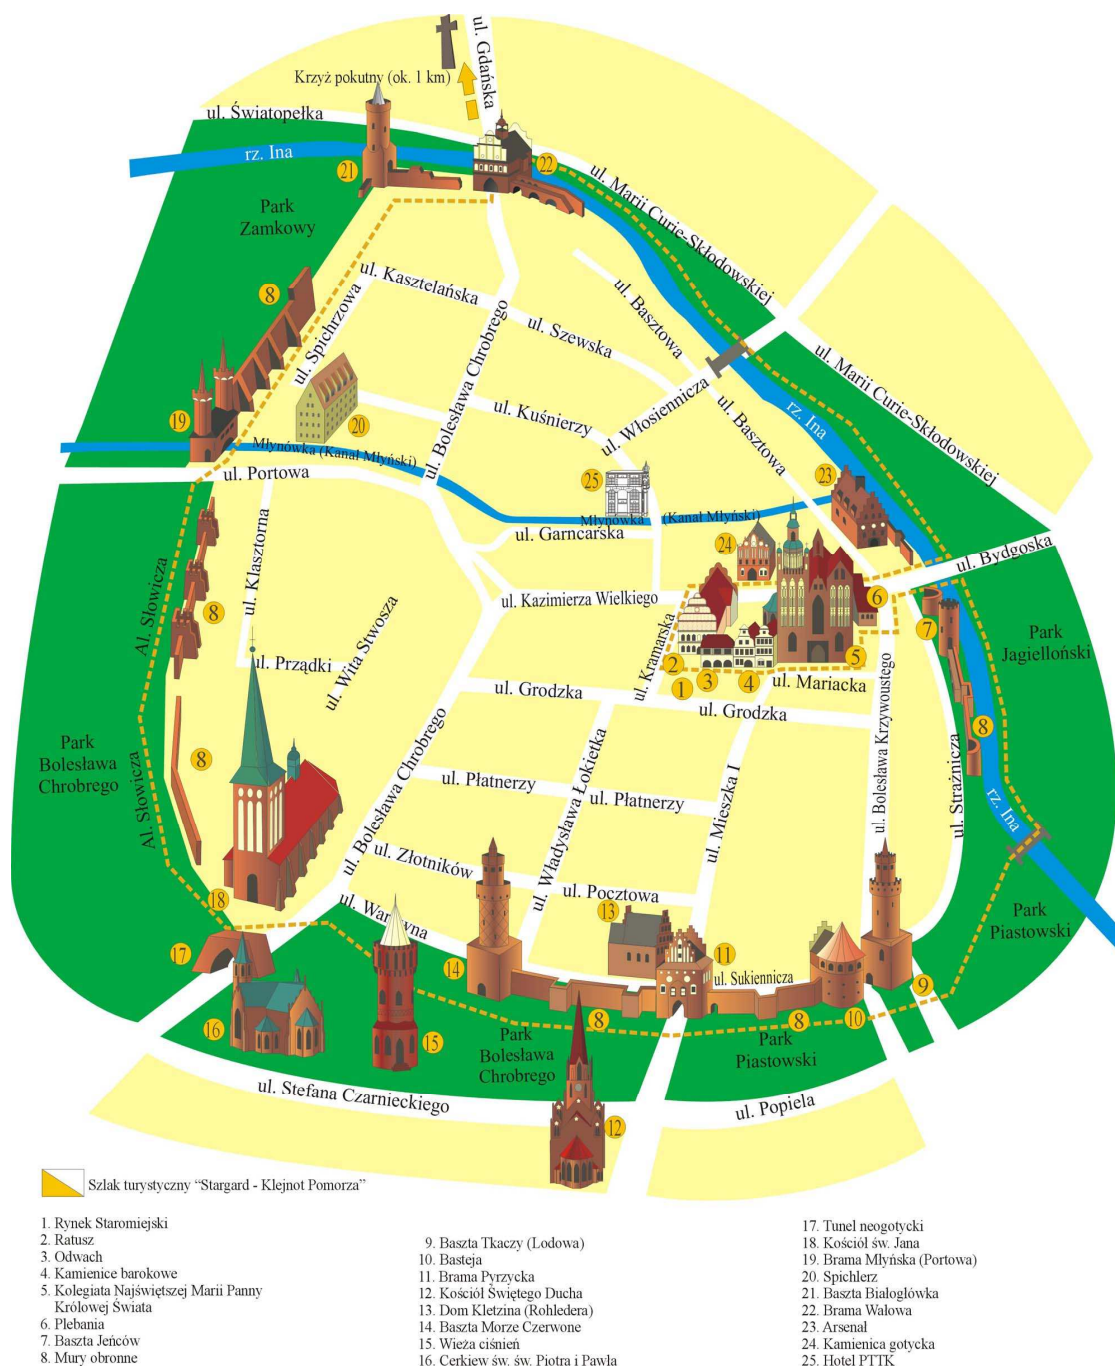 ul. Gdańska
Krzyż pokutny (ok. 1 km)
ul. Światopełka
rz. Ina
21
22
ul. Marii Curie-Skłodowskiej
Park
Zamkowy
8
ul. Kasztelańska
ul. Basztowa
ul. Spichrzowa
ul. Szewska
ul. Bolesława Chrobrego
ul. Marii Curie-Skłodowskiej
ul. Włosiennicza
ul. Kuśnierzy
ul. Basztowa
rz. Ina
19
20
Młynówka (Kanał Młyński)
ul. Portowa
25
23
Młynówka (Kanał Młyński)
ul. Garncarska
24
ul. Bydgoska
ul. Klasztorna
Al. Słowicza
8
ul. Kazimierza Wielkiego
6
7
ul. Wita Stwosza
ul. Kramarska
Park
Jagielloński
ul. Prządki
2
3
4
5
1
ul. Mariacka
ul. Grodzka
ul. Grodzka
8
Park
Bolesława
Chrobrego
8
ul. Bolesława Krzywoustego
ul. Strażnicza
rz. Ina
ul. Płatnerzy
ul. Płatnerzy
ul. Władysława Łokietka
ul. Mieszka I
Al. Słowicza
ul. Bolesława Chrobrego
ul. Złotników
ul. Pocztowa
18
ul. Warowna
13
Park
Piastowski
17
14
11
ul. Sukiennicza
9
16
15
8
8
10
Park
Bolesława
Chrobrego
Park
Piastowski
ul. Stefana Czarnieckiego
ul. Popiela
12
Szlak turystyczny “Stargard - Klejnot Pomorza”
1. Rynek Staromiejski
2. Ratusz
3. Odwach
4. Kamienice barokowe
5. Kolegiata Najświętszej Marii Panny
Królowej Świata
6. Plebania
7. Baszta Jeńców
8. Mury obronne
9. Baszta Tkaczy (Lodowa)
10. Basteja
11. Brama Pyrzycka
12. Kościół Świętego Ducha
13. Dom Kletzina (Rohledera)
14. Baszta Morze Czerwone
15. Wieża ciśnień
16. Cerkiew św. św. Piotra i Pawła
17. Tunel neogotycki
18. Kościół św. Jana
19. Brama Młyńska (Portowa)
20. Spichlerz
21. Baszta Białogłówka
22. Brama Wałowa
23. Arsenał
24. Kamienica gotycka
25. Hotel PTTK